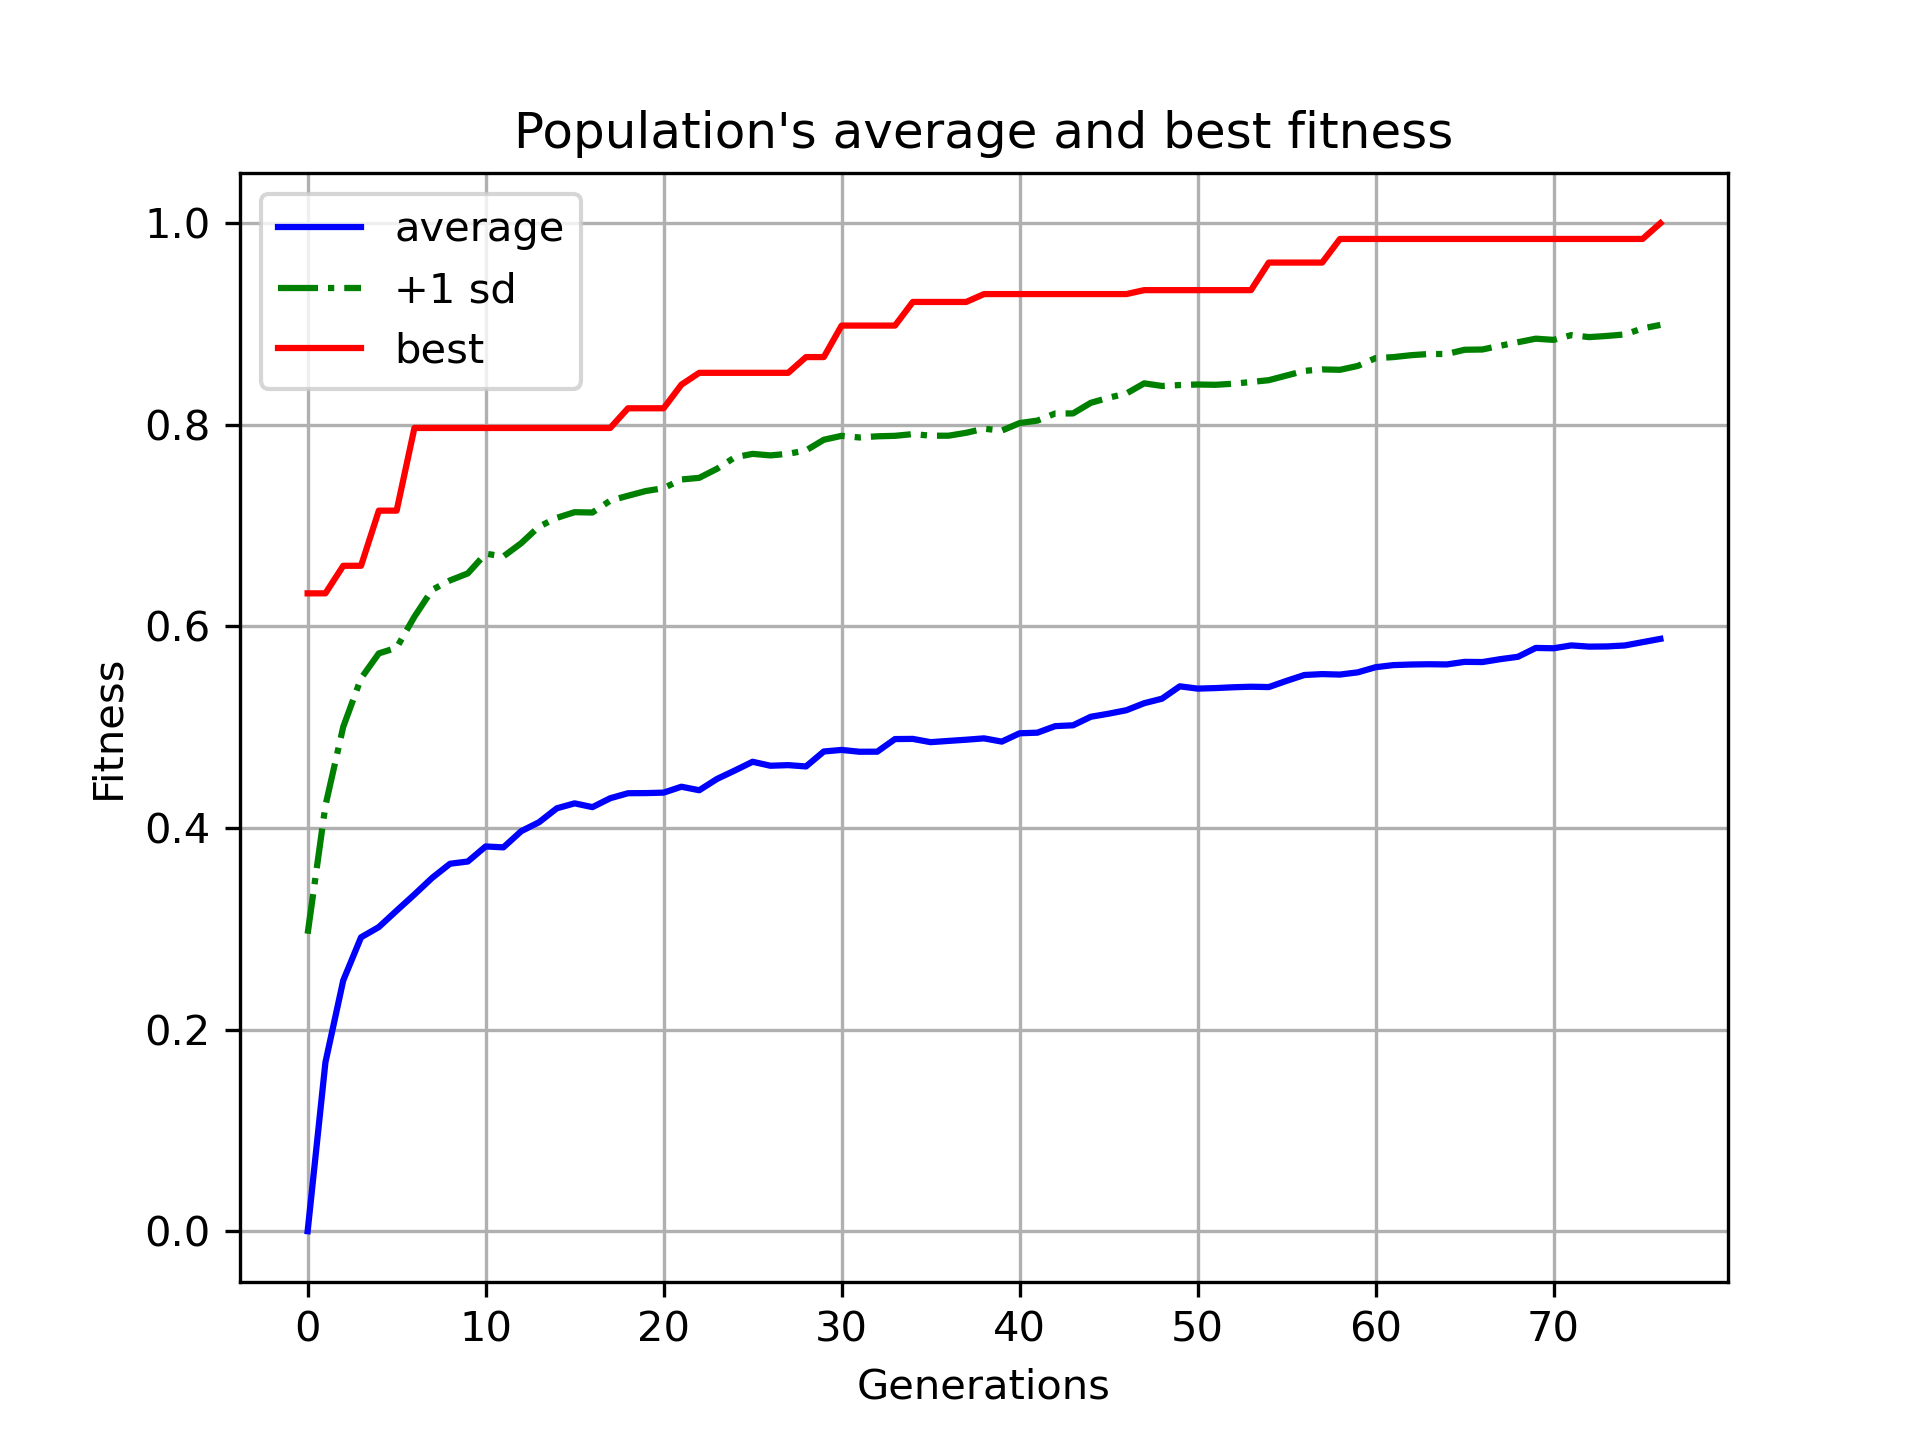 Population's average and best fitness
average
+1 sd
best
1.0
0.8
0.6
0.4
0.2
0.0
Fitness
0 10 20 30 40 50 60 70
Generations